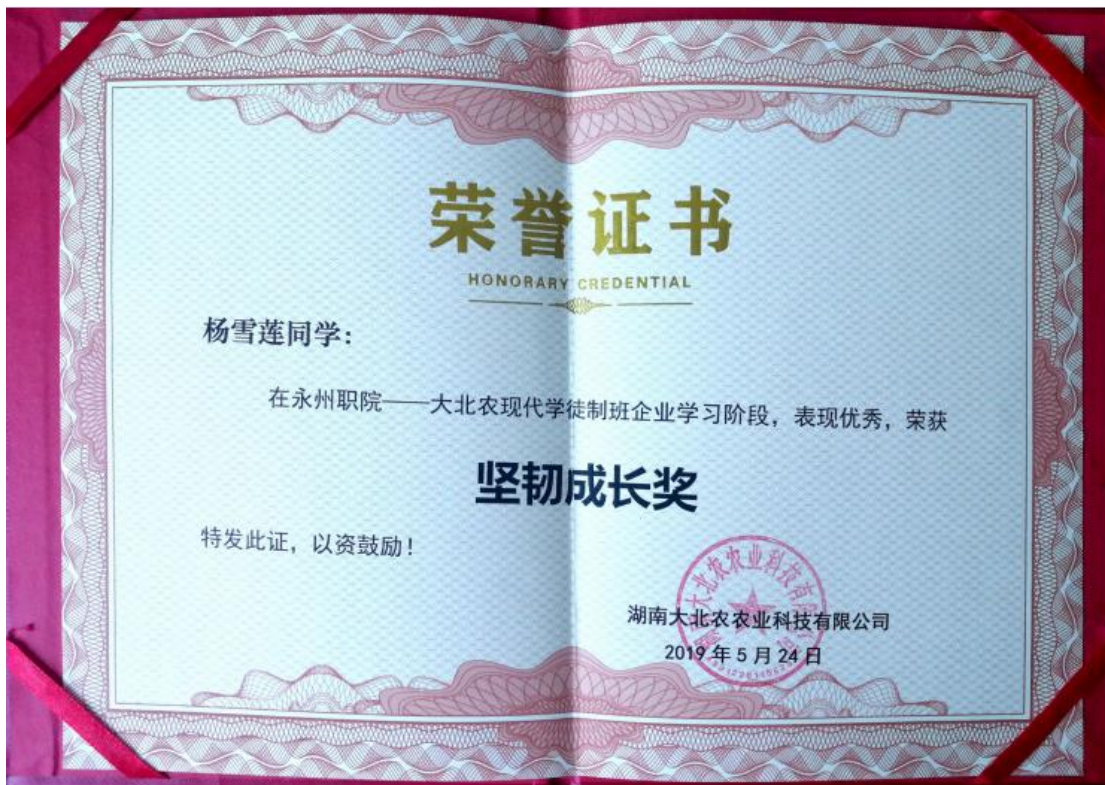 荣誉证书
HONORARY CREDENTIAL
杨雪莲同学：
在永州职院——大北农现代学徒制班企业学习阶段，表现优秀，荣获
坚韧成长奖
特发此证，以资鼓励！
湖南大北农农业科技有限公司
2019年5月24日